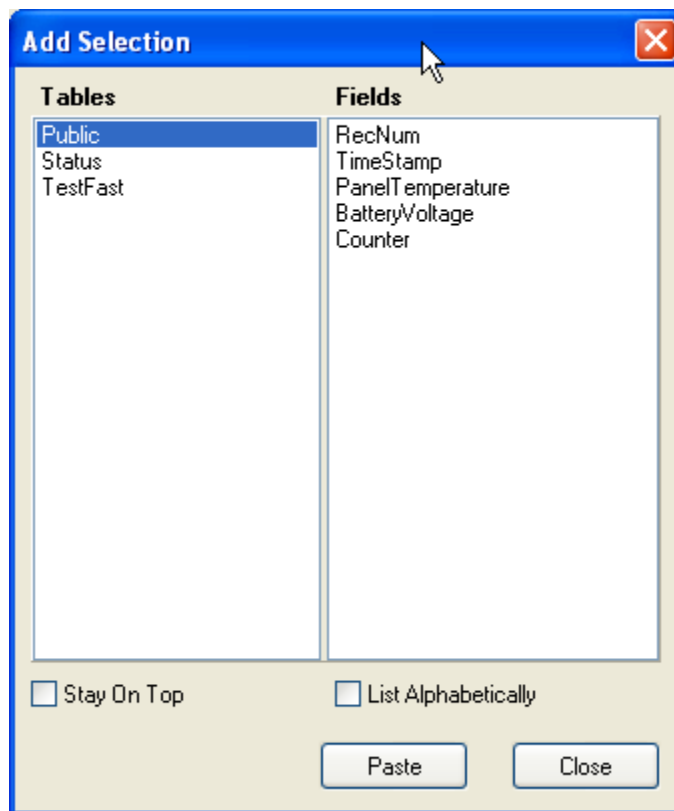 Add Selection
Tables
Fields
Public
Status
TestFast
RecNum
TimeStamp
PanelTemperature
BatteryVoltage
Counter
Stay On Top
List Alphabetically
Paste
Close